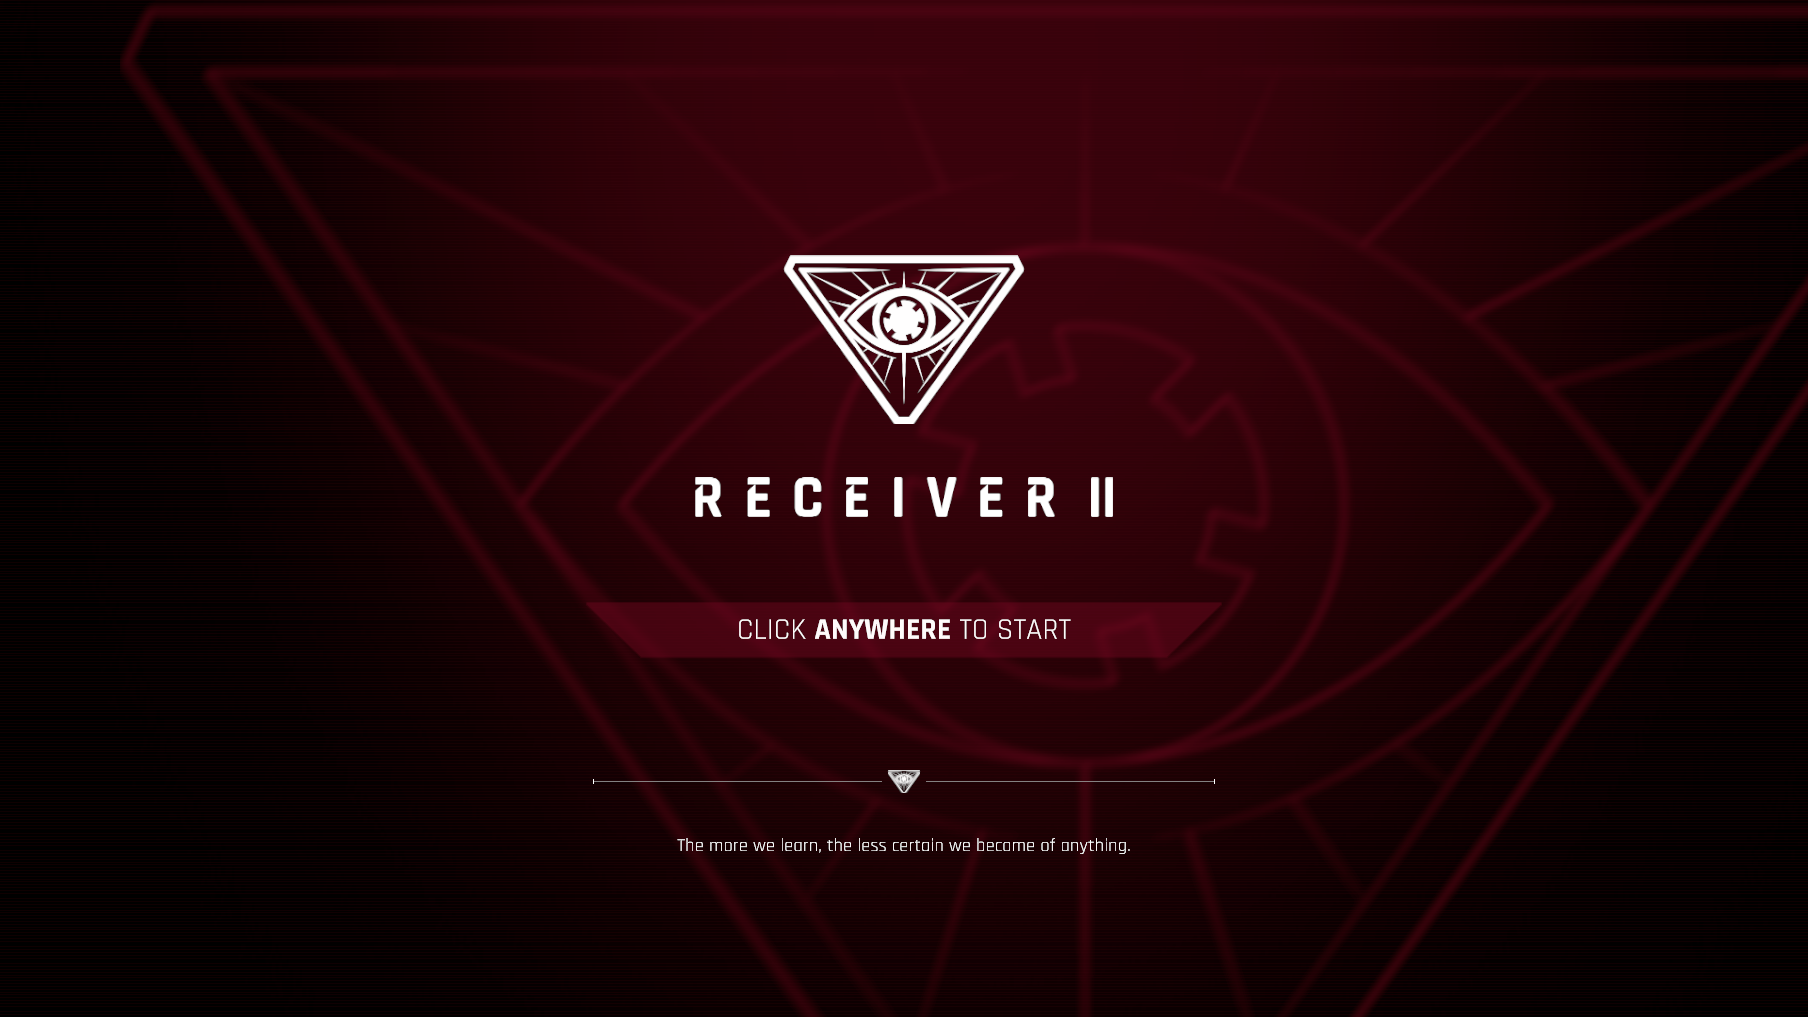 RECEIVER II
CLICK ANYWHERE TO START
The more we learn, the less certain we become of anything.